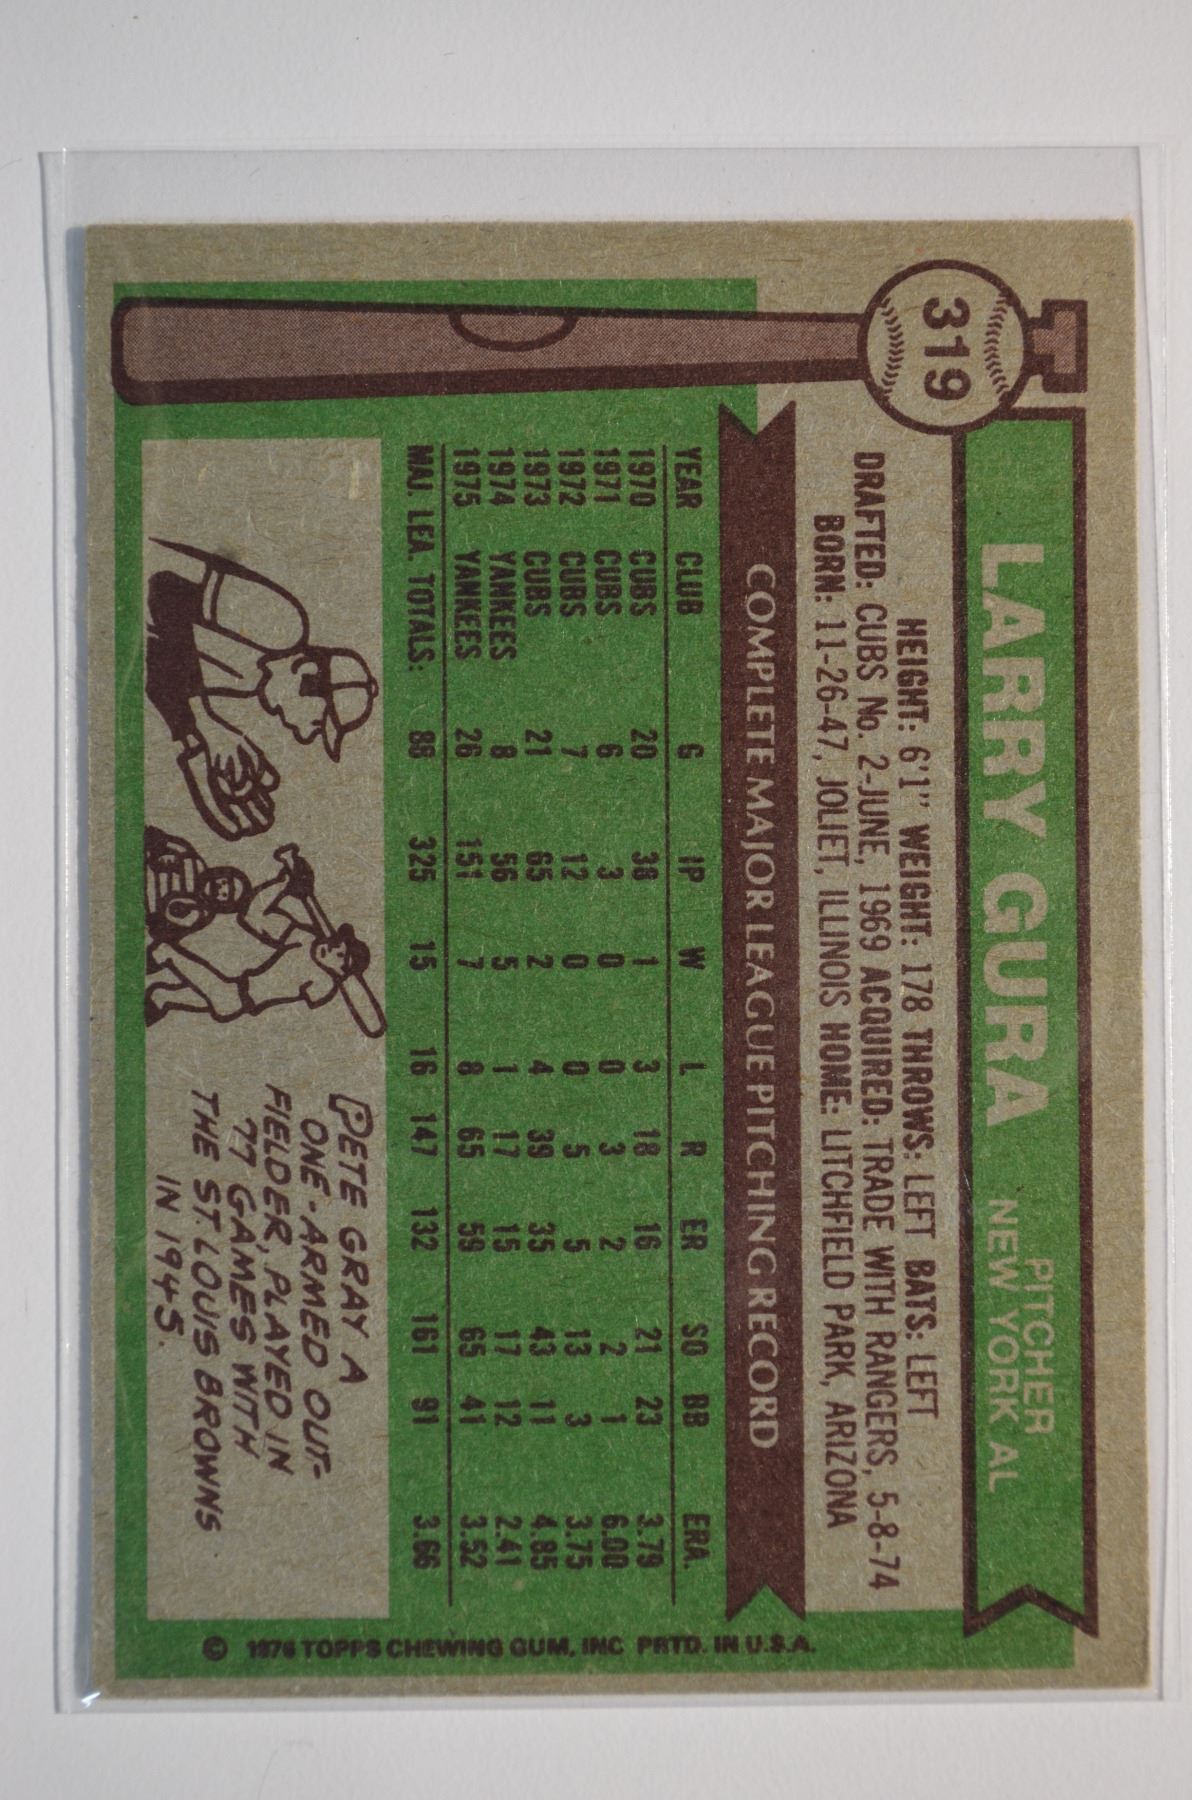 319
LARRY GURA
PITCHER
NEW YORK AL
HEIGHT: 6'1" WEIGHT: 178 THROWS: LEFT BATS: LEFT
DRAFTED: CUBS No. 2-JUNE, 1969 ACQUIRED: TRADE WITH RANGERS, 5-8-74
BORN: 11-26-47, JOLIET, ILLINOIS HOME: LITCHFIELD PARK, ARIZONA
COMPLETE MAJOR LEAGUE PITCHING RECORD
YEAR CLUB G IP W L R ER SO BB ERA.
1970 CUBS 20 38 1 3 18 16 21 23 3.79
1971 CUBS 6 3 0 0 3 2 2 1 6.00
1972 CUBS 7 12 0 0 5 5 13 3 3.75
1973 CUBS 21 65 2 4 39 35 43 11 4.85
1974 YANKEES 8 56 5 1 17 15 17 12 2.41
1975 YANKEES 26 151 7 8 65 59 65 41 3.52
MAJ. LEA. TOTALS: 88 325 15 16 147 132 161 91 3.66
PETE GRAY A
ONE-ARMED OUT-
FIELDER, PLAYED IN
77 GAMES WITH
THE ST. LOUIS BROWNS
IN 1945.
© 1976 TOPPS CHEWING GUM, INC PRTD. IN U.S.A.